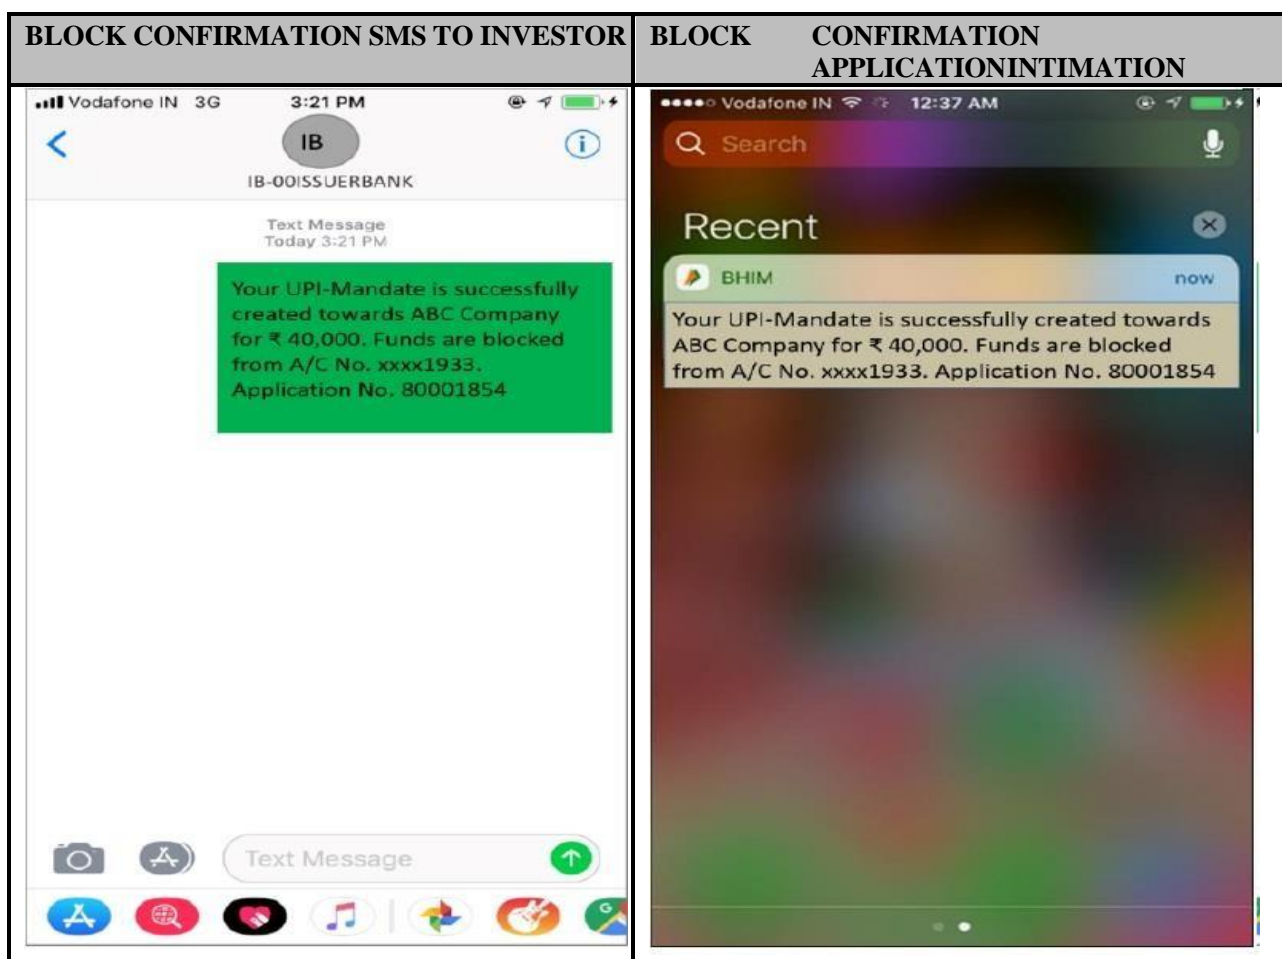 BLOCK CONFIRMATION SMS TO INVESTOR
BLOCK CONFIRMATION
APPLICATIONINTIMATION
Vodafone IN 3G 3:21 PM
IB
IB-00ISSUERBANK
Text Message
Today 3:21 PM
Your UPI-Mandate is successfully
created towards ABC Company
for ₹ 40,000. Funds are blocked
from A/C No. xxxx1933.
Application No. 80001854
Text Message
Vodafone IN 12:37 AM
Search
Recent
BHIM now
Your UPI-Mandate is successfully created towards
ABC Company for ₹ 40,000. Funds are blocked
from A/C No. xxxx1933. Application No. 80001854